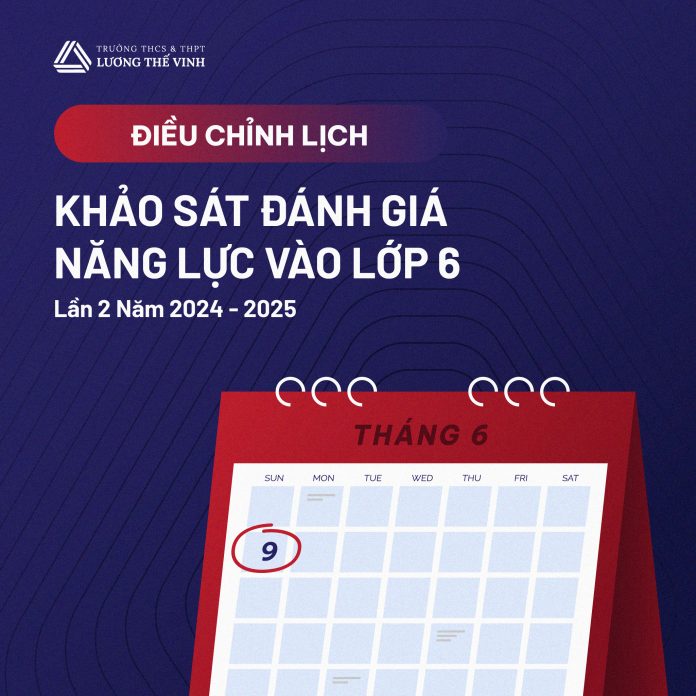 TRƯỜNG THCS & THPT
LƯƠNG THẾ VINH
ĐIỀU CHỈNH LỊCH
KHẢO SÁT ĐÁNH GIÁ
NĂNG LỰC VÀO LỚP 6
Lần 2 Năm 2024 - 2025
THÁNG 6
SUN MON TUE WED THU FRI SAT
9